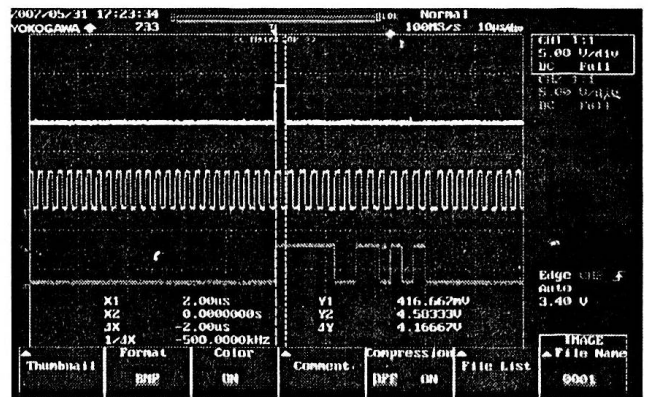 2007/05/31 17:23:34
Normal
YOKOGAWA
733
100MS/s 10µs/div
CH1 1:1
5.00 V/div
DC Full
CH2 1:1
5.00 V/div
DC Full
Edge CH2
Auto
3.40 V
X1 2.00us Y1 416.667mV
X2 0.0000000s Y2 4.58333V
ΔX -2.00us ΔY 4.16667V
1/ΔX -500.0000kHz
IMAGE
Thumbnail
Format
BMP
Color
ON
Comment
Compression
OFF ON
File List
File Name
0001